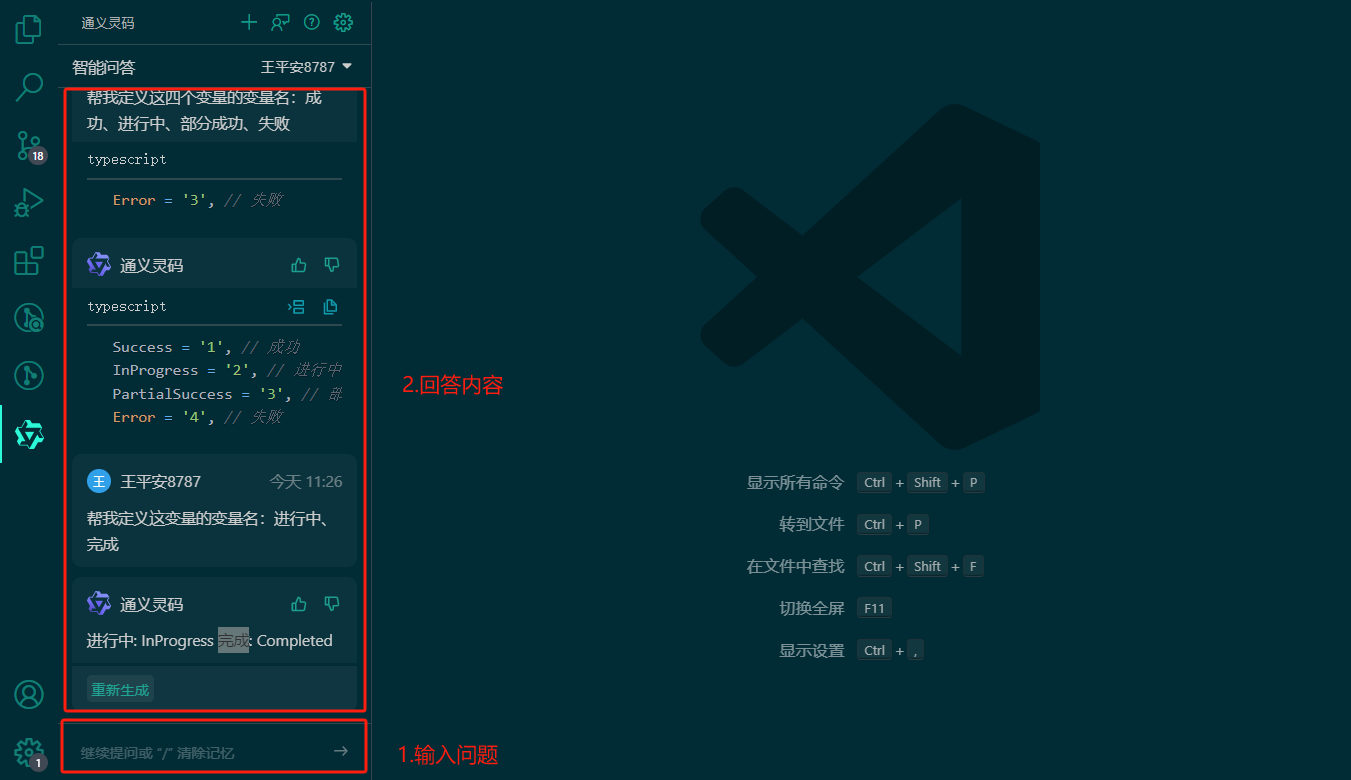 通义灵码
智能问答
王平安8787
帮我定义这四个变量的变量名：成
功、进行中、部分成功、失败
typescript
Error = '3', // 失败
通义灵码
typescript
Success = '1', // 成功
InProgress = '2', // 进行中
PartialSuccess = '3', // 部
Error = '4', // 失败
王 王平安8787 今天 11:26
帮我定义这变量的变量名：进行中、
完成
通义灵码
进行中: InProgress 完成: Completed
重新生成
继续提问或 "/" 清除记忆
18
1
2.回答内容
1.输入问题
显示所有命令 Ctrl + Shift + P
转到文件 Ctrl + P
在文件中查找 Ctrl + Shift + F
切换全屏 F11
显示设置 Ctrl + ,